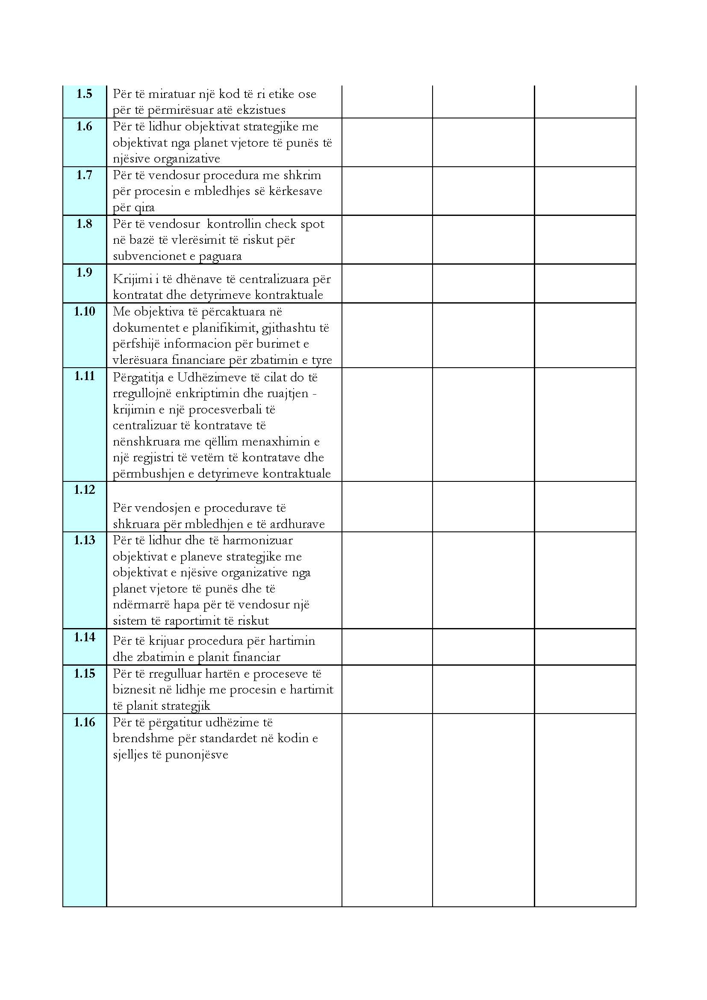 1.5 Për të miratuar një kod të ri etike ose
për të përmirësuar atë ekzistues
1.6 Për të lidhur objektivat strategjike me
objektivat nga planet vjetore të punës të
njësive organizative
1.7 Për të vendosur procedura me shkrim
për procesin e mbledhjes së kërkesave
për qira
1.8 Për të vendosur  kontrollin check spot
në bazë të vlerësimit të riskut për
subvencionet e paguara
1.9
Krijimi i të dhënave të centralizuara për
kontratat dhe detyrimeve kontraktuale
1.10 Me objektiva të përcaktuara në
dokumentet e planifikimit, gjithashtu të
përfshijë informacion për burimet e
vlerësuara financiare për zbatimin e tyre
1.11 Përgatitja e Udhëzimeve të cilat do të
rregullojnë enkriptimin dhe ruajtjen -
krijimin e një procesverbali të
centralizuar të kontratave të
nënshkruara me qëllim menaxhimin e
një regjistri të vetëm të kontratave dhe
përmbushjen e detyrimeve kontraktuale
1.12
Për vendosjen e procedurave të
shkruara për mbledhjen e të ardhurave
1.13 Për të lidhur dhe të harmonizuar
objektivat e planeve strategjike me
objektivat e njësive organizative nga
planet vjetore të punës dhe të
ndërmarrë hapa për të vendosur një
sistem të raportimit të riskut
1.14 Për të krijuar procedura për hartimin
dhe zbatimin e planit financiar
1.15 Për të rregulluar hartën e proceseve të
biznesit në lidhje me procesin e hartimit
të planit strategjik
1.16 Për të përgatitur udhëzime të
brendshme për standardet në kodin e
sjelljes të punonjësve